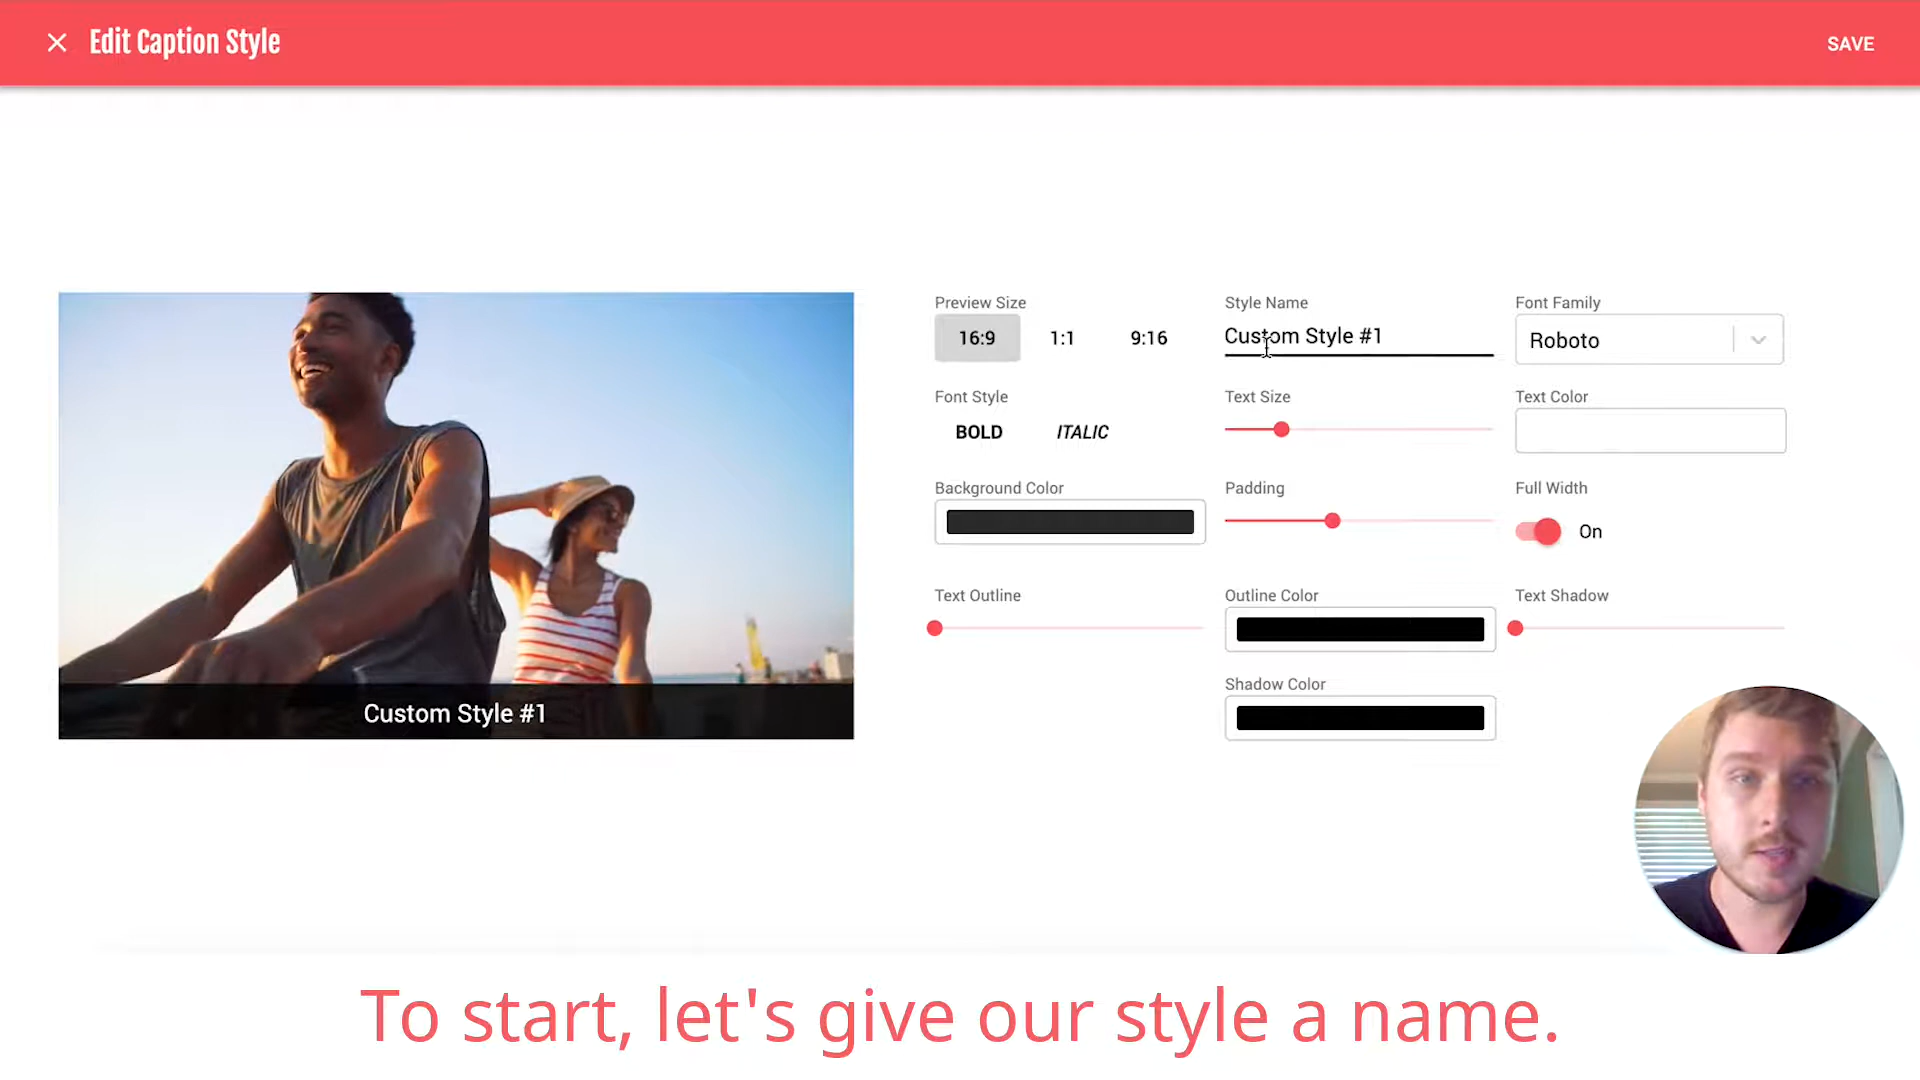 Edit Caption Style
SAVE
Preview Size
Style Name
Font Family
16:9
1:1
9:16
Custom Style #1
Roboto
Font Style
Text Size
Text Color
BOLD
ITALIC
Background Color
Padding
Full Width
On
Text Outline
Outline Color
Text Shadow
Shadow Color
Custom Style #1
To start, let's give our style a name.